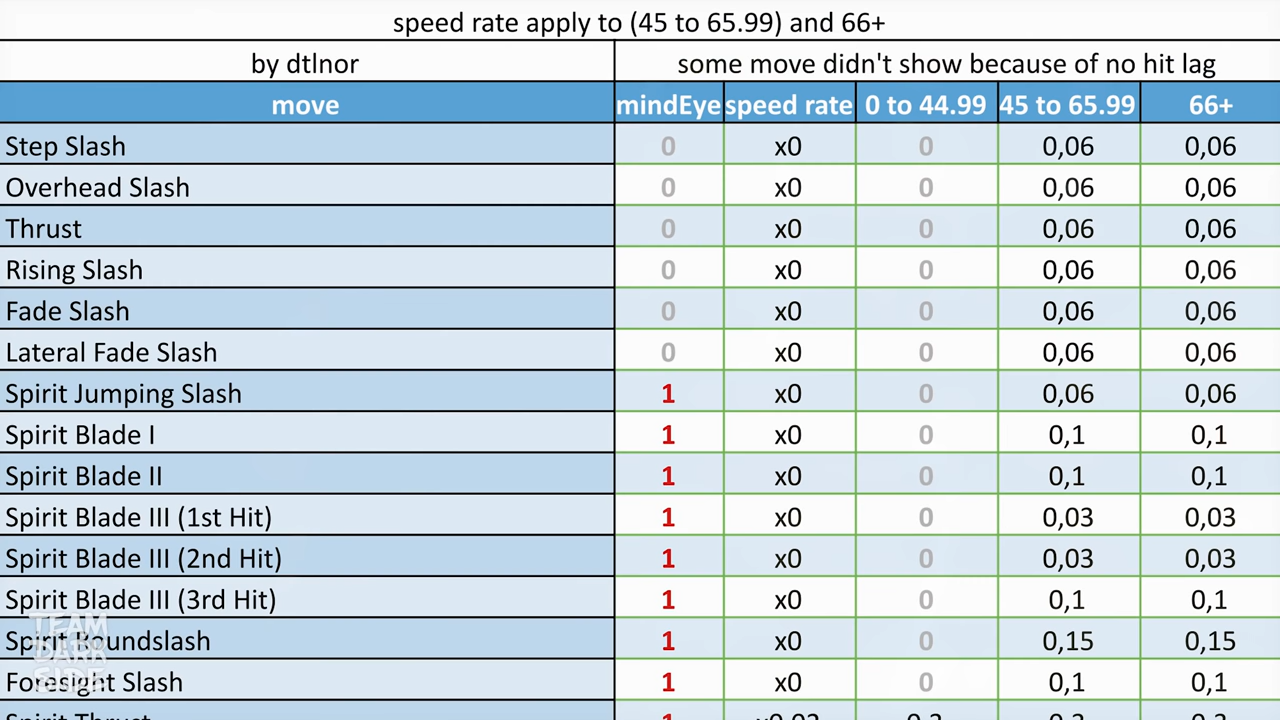 speed rate apply to (45 to 65.99) and 66+
by dtlnor some move didn't show because of no hit lag
move mindEye speed rate 0 to 44.99 45 to 65.99 66+
Step Slash 0 x0 0 0,06 0,06
Overhead Slash 0 x0 0 0,06 0,06
Thrust 0 x0 0 0,06 0,06
Rising Slash 0 x0 0 0,06 0,06
Fade Slash 0 x0 0 0,06 0,06
Lateral Fade Slash 0 x0 0 0,06 0,06
Spirit Jumping Slash 1 x0 0 0,06 0,06
Spirit Blade I 1 x0 0 0,1 0,1
Spirit Blade II 1 x0 0 0,1 0,1
Spirit Blade III (1st Hit) 1 x0 0 0,03 0,03
Spirit Blade III (2nd Hit) 1 x0 0 0,03 0,03
Spirit Blade III (3rd Hit) 1 x0 0 0,1 0,1
Spirit Roundslash 1 x0 0 0,15 0,15
Foresight Slash 1 x0 0 0,1 0,1
Spirit Thrust
TEAM
DARK
SIDE